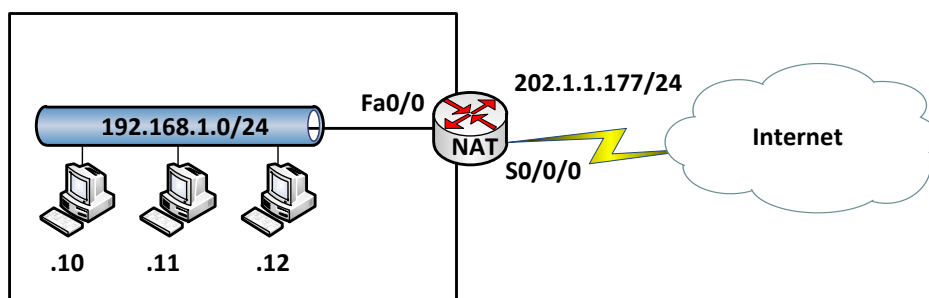 202.1.1.177/24
Fa0/0
192.168.1.0/24
NAT
Internet
S0/0/0
.10 .11 .12